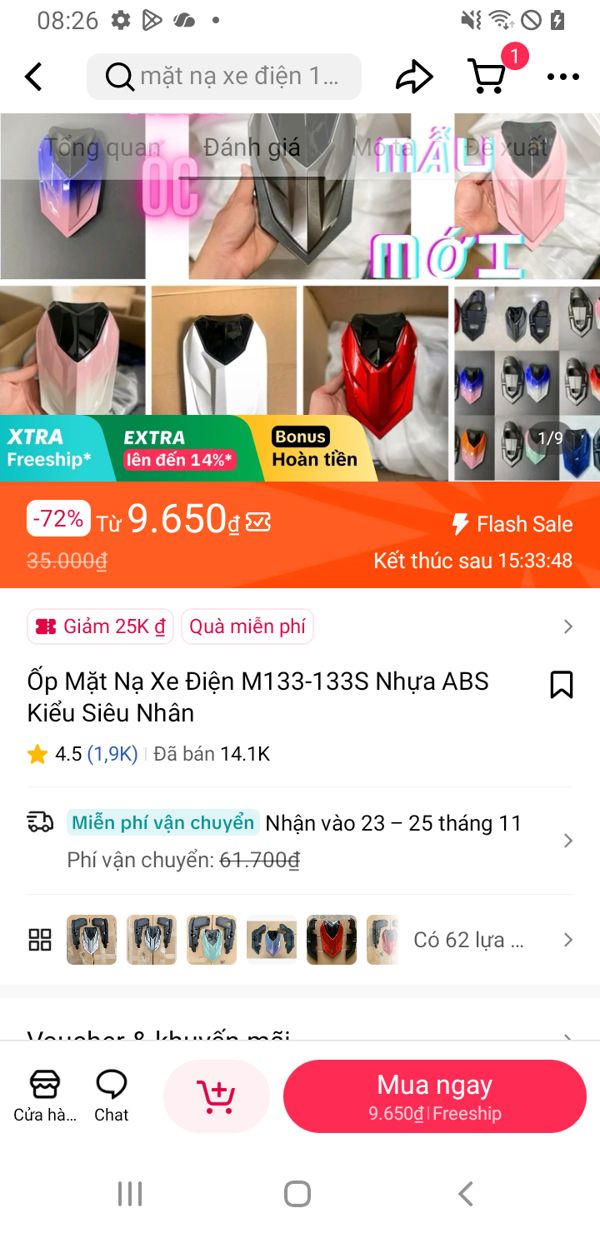 08:26
mặt nạ xe điện 1...
1
Tổng quan
Đánh giá
Mô tả
Đề xuất
ỐC
MẪU
MỚI
XTRA
Freeship*
EXTRA
lên đến 14%*
Bonus
Hoàn tiền
1/9
-72% Từ 9.650₫
Flash Sale
35.000₫
Kết thúc sau 15:33:48
Giảm 25K ₫
Quà miễn phí
Ốp Mặt Nạ Xe Điện M133-133S Nhựa ABS
Kiểu Siêu Nhân
4.5 (1,9K) Đã bán 14.1K
Miễn phí vận chuyển Nhận vào 23 – 25 tháng 11
Phí vận chuyển: 61.700₫
Có 62 lựa ...
Voucher & khuyến mãi
Cửa hà...
Chat
Mua ngay
9.650₫ | Freeship